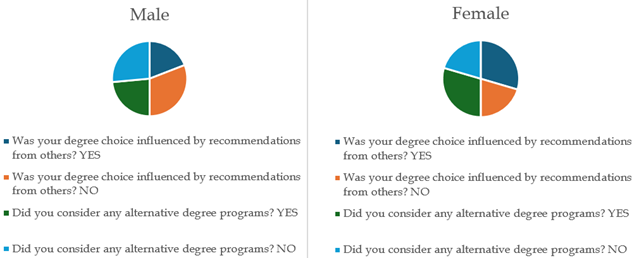 Male
Was your degree choice influenced by recommendations
from others? YES
Was your degree choice influenced by recommendations
from others? NO
Did you consider any alternative degree programs? YES
Did you consider any alternative degree programs? NO
Female
Was your degree choice influenced by recommendations
from others? YES
Was your degree choice influenced by recommendations
from others? NO
Did you consider any alternative degree programs? YES
Did you consider any alternative degree programs? NO